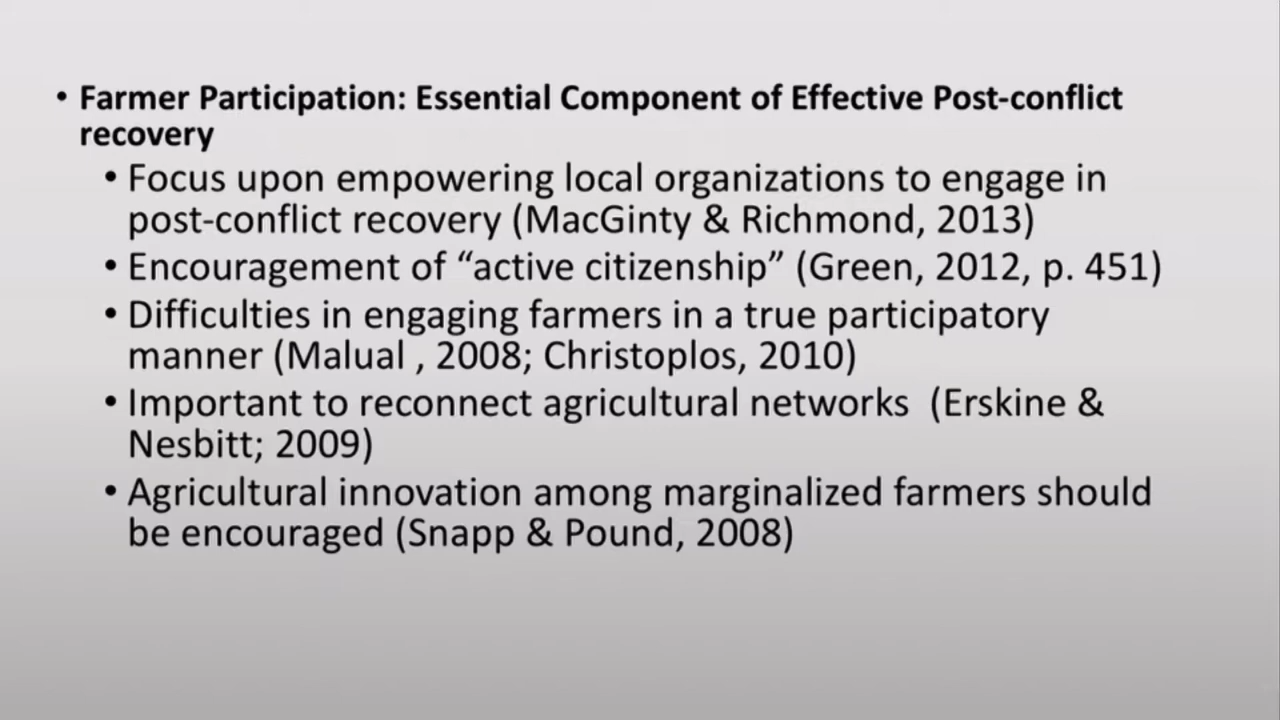 • Farmer Participation: Essential Component of Effective Post-conflict
recovery
• Focus upon empowering local organizations to engage in
post-conflict recovery (MacGinty & Richmond, 2013)
• Encouragement of “active citizenship” (Green, 2012, p. 451)
• Difficulties in engaging farmers in a true participatory
manner (Malual , 2008; Christoplos, 2010)
• Important to reconnect agricultural networks  (Erskine &
Nesbitt; 2009)
• Agricultural innovation among marginalized farmers should
be encouraged (Snapp & Pound, 2008)